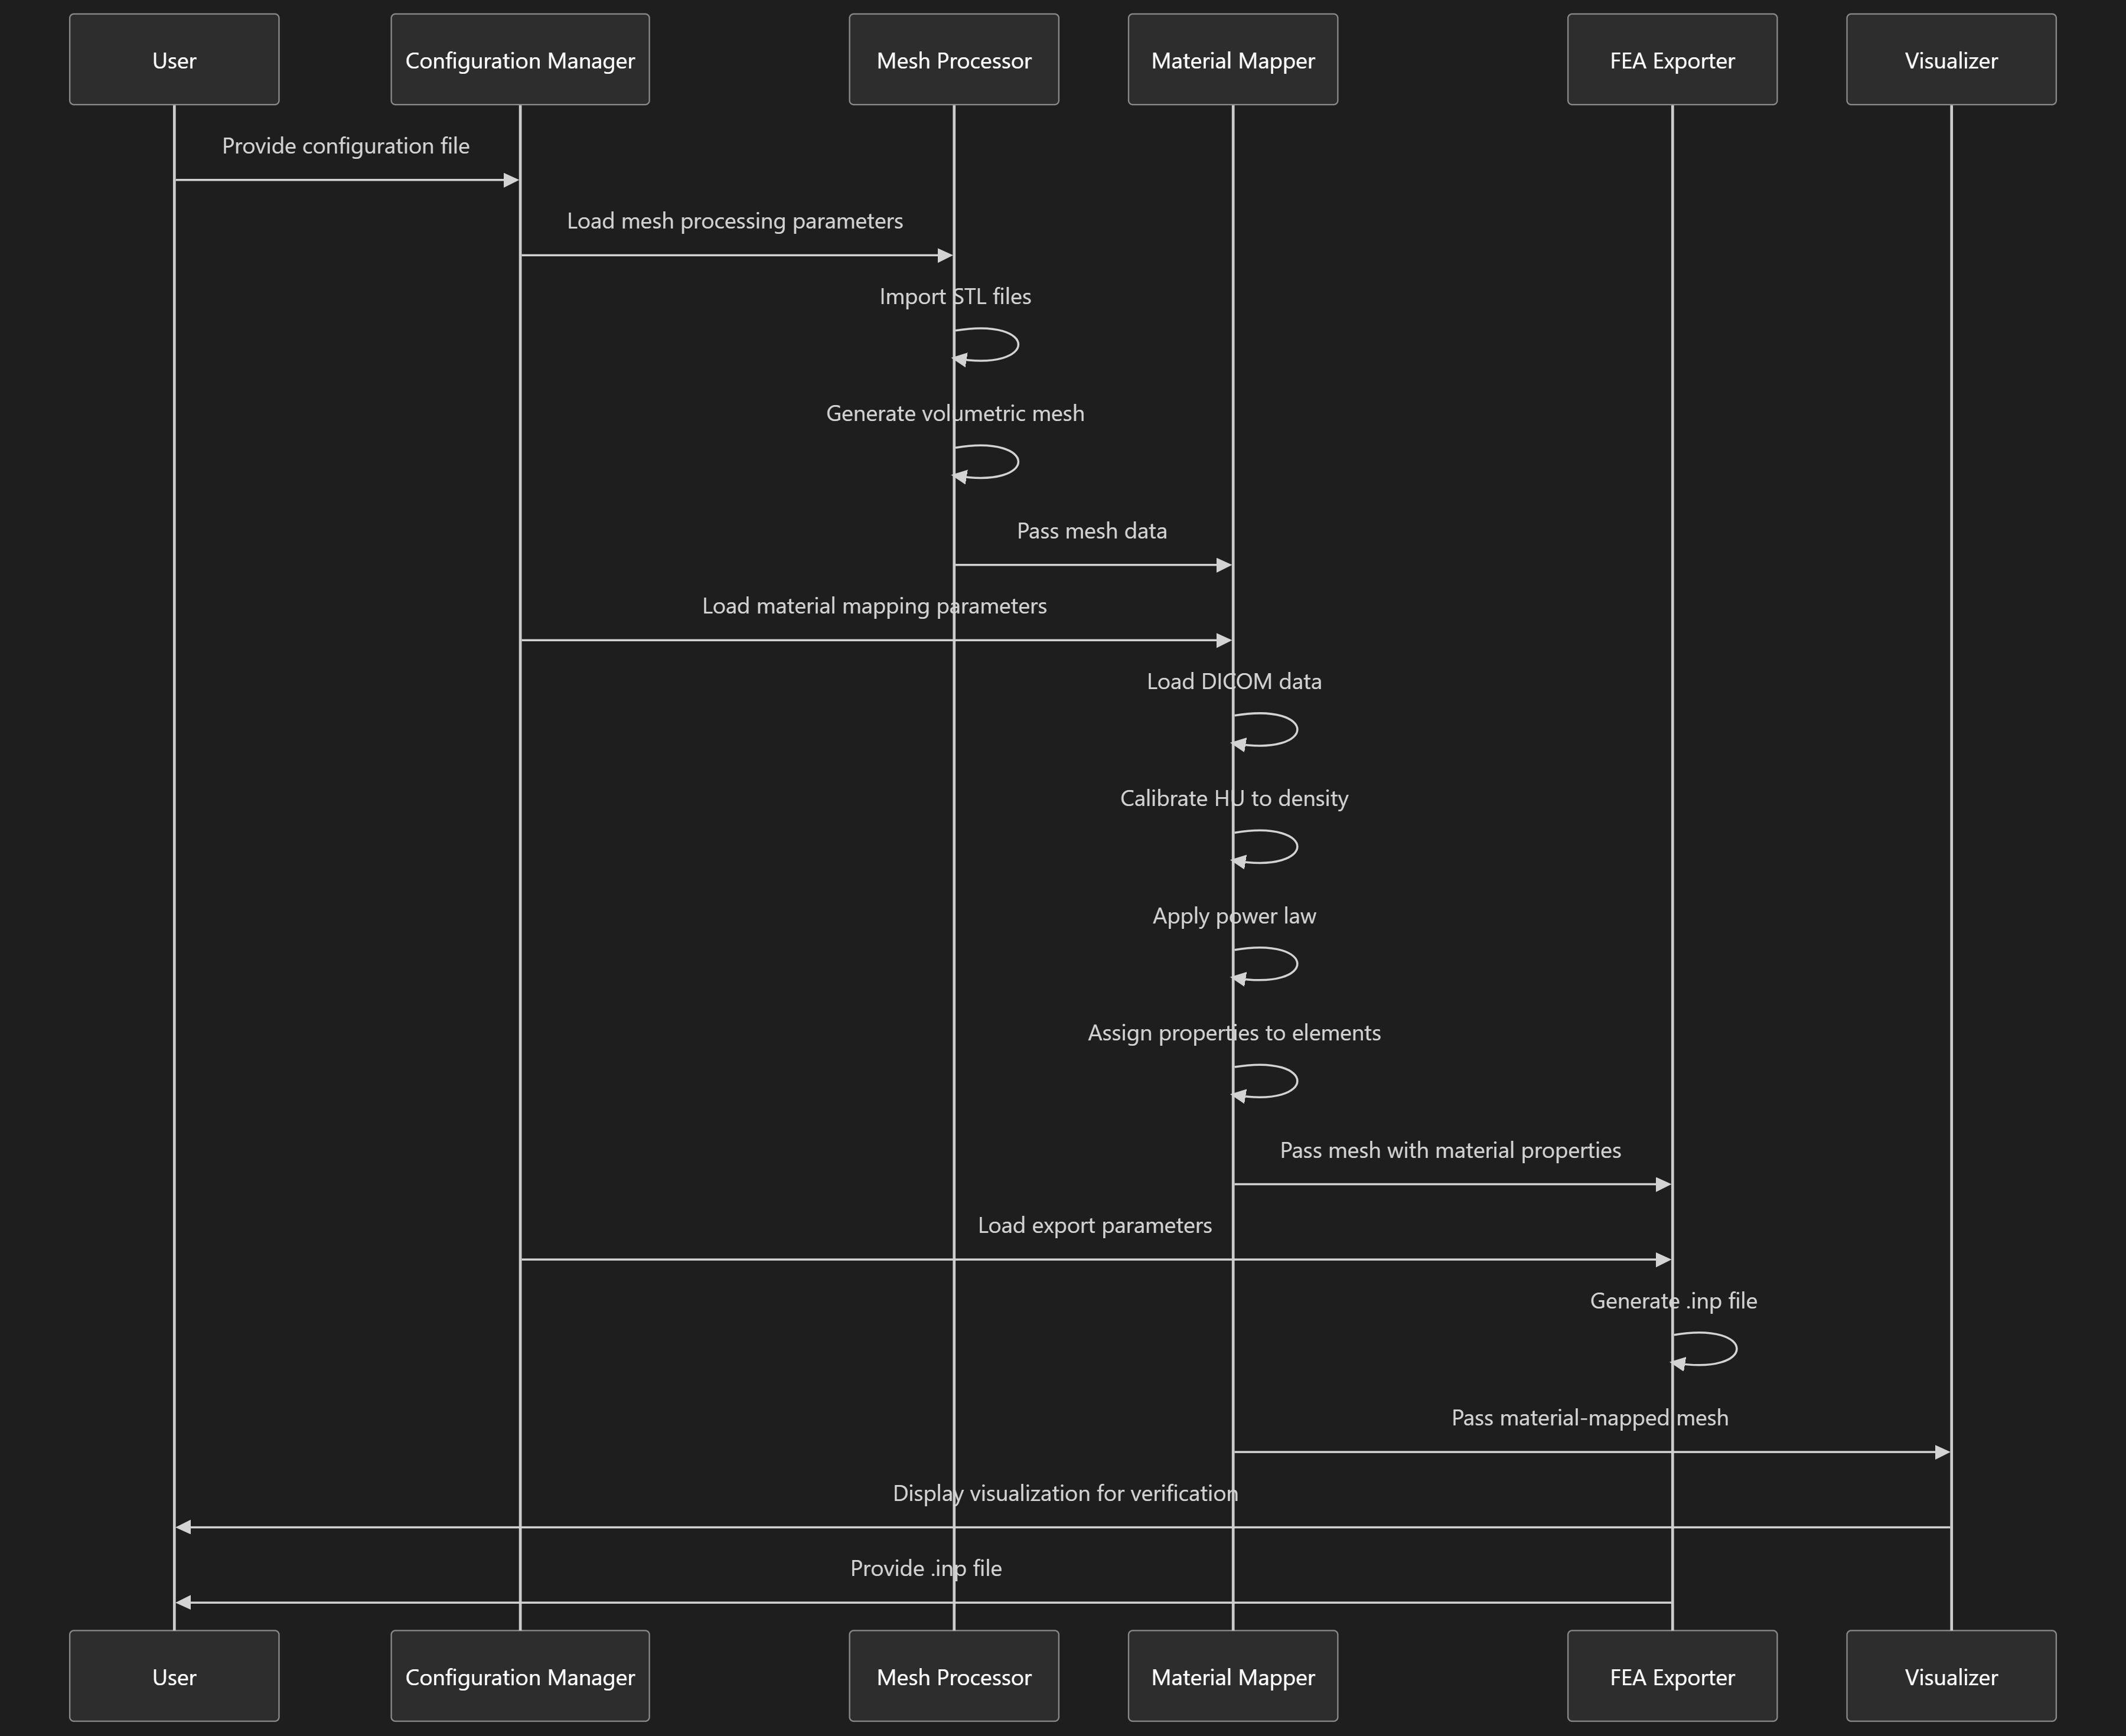 User
Configuration Manager
Mesh Processor
Material Mapper
FEA Exporter
Visualizer
Provide configuration file
Load mesh processing parameters
Import STL files
Generate volumetric mesh
Pass mesh data
Load material mapping parameters
Load DICOM data
Calibrate HU to density
Apply power law
Assign properties to elements
Pass mesh with material properties
Load export parameters
Generate .inp file
Pass material-mapped mesh
Display visualization for verification
Provide .inp file
User
Configuration Manager
Mesh Processor
Material Mapper
FEA Exporter
Visualizer